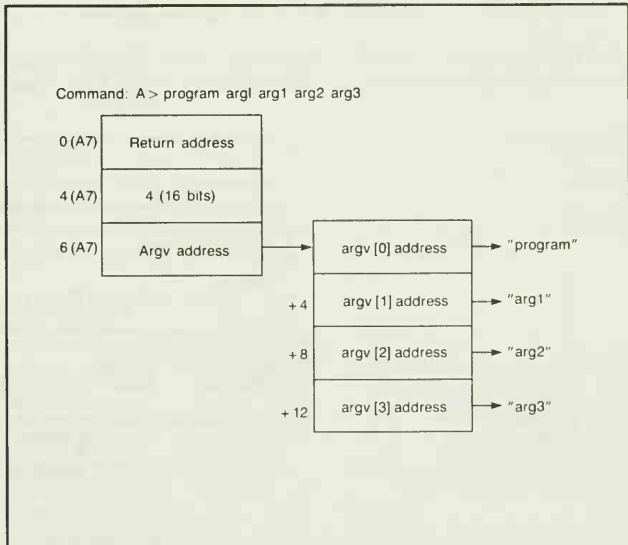 Command: A > program argl arg1 arg2 arg3
0 (A7) Return address
4 (A7) 4 (16 bits)
6 (A7) Argv address
argv [0] address "program"
+ 4 argv [1] address "arg1"
+ 8 argv [2] address "arg2"
+ 12 argv [3] address "arg3"